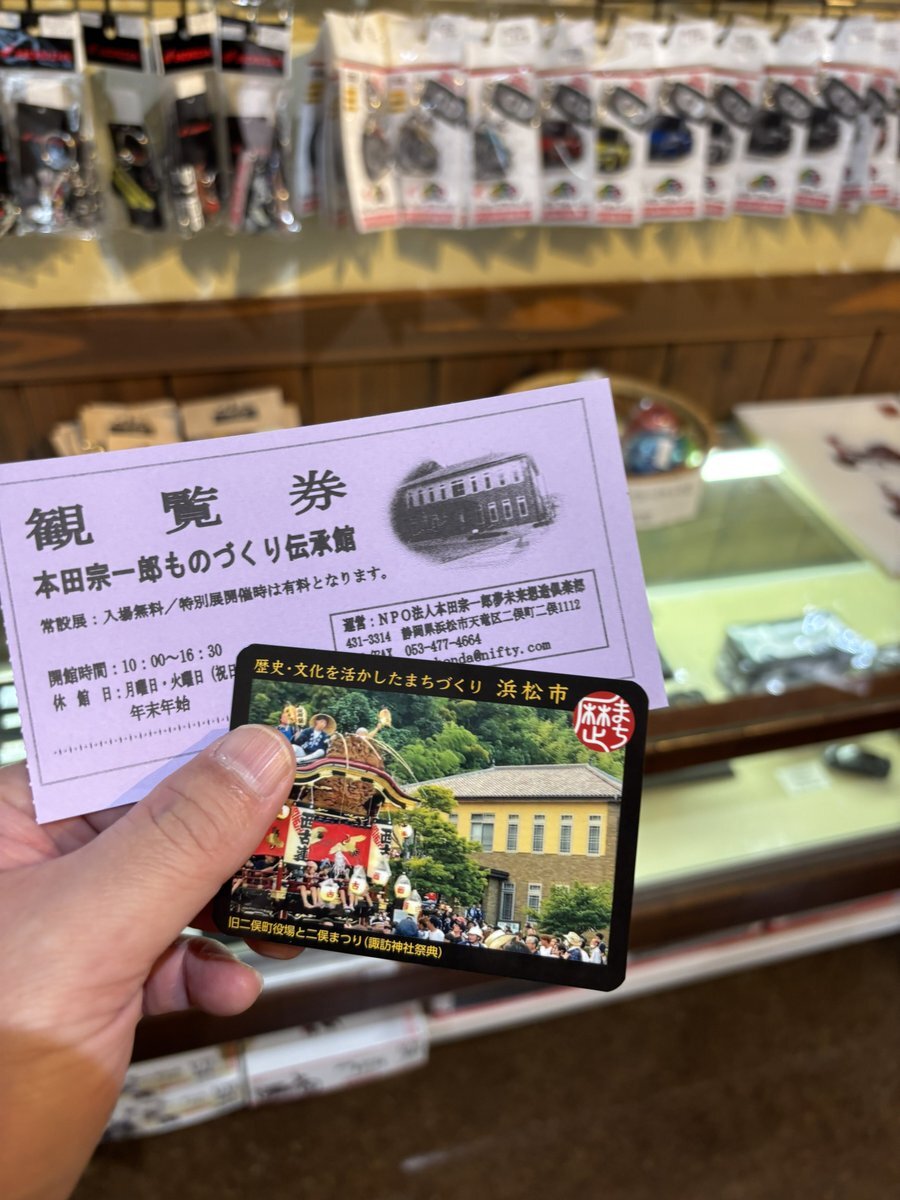 観覧券
本田宗一郎ものづくり伝承館
常設展：入場無料／特別展開催時は有料となります。
開館時間：10：00～16：30
休 館 日：月曜日・火曜日（祝日
年末年始
運営：NPO法人本田宗一郎夢未来想造倶楽部
431-3314 静岡県浜松市天竜区二俣町二俣1112
FAX 053-477-4664
honda@nifty.com
歴史・文化を活かしたまちづくり 浜松市
歴まち
旧二俣町役場と二俣まつり（諏訪神社祭典）